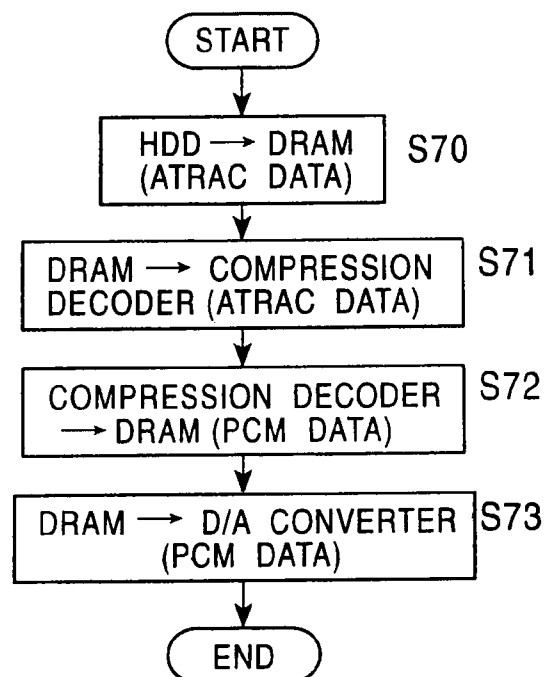 START
HDD → DRAM
(ATRAC DATA)
S70
DRAM → COMPRESSION
DECODER (ATRAC DATA)
S71
COMPRESSION DECODER
→ DRAM (PCM DATA)
S72
DRAM → D/A CONVERTER
(PCM DATA)
S73
END